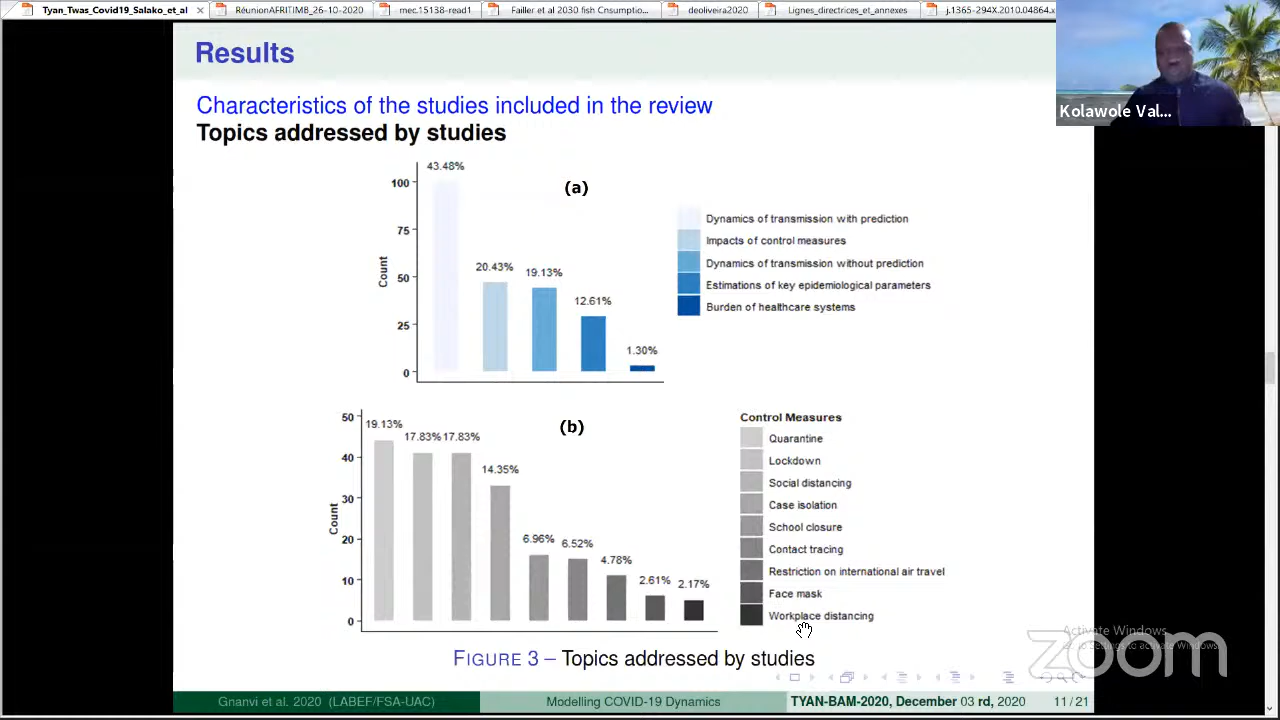 Tyan_Twas_Covid19_Salako_et_al
RéunionAFRITIMB_26-10-2020
mec.15138-read1
Failler et al 2030 fish Cnsumptio...
deoliveira2020
Lignes_directrices_et_annexes
j.1365-294X.2010.04864.x
Results
Kolawole Val...
Characteristics of the studies included in the review
Topics addressed by studies
(a)
43.48%
20.43%
19.13%
12.61%
1.30%
100
75
50
25
0
Count
Dynamics of transmission with prediction
Impacts of control measures
Dynamics of transmission without prediction
Estimations of key epidemiological parameters
Burden of healthcare systems
(b)
19.13%
17.83%
17.83%
14.35%
6.96%
6.52%
4.78%
2.61%
2.17%
50
40
30
20
10
0
Count
Control Measures
Quarantine
Lockdown
Social distancing
Case isolation
School closure
Contact tracing
Restriction on international air travel
Face mask
Workplace distancing
FIGURE 3 – Topics addressed by studies
Activate Windows
to activate Windows.
zoom
Gnanvi et al. 2020 (LABEF/FSA-UAC)
Modelling COVID-19 Dynamics
TYAN-BAM-2020, December 03 rd, 2020
11/21